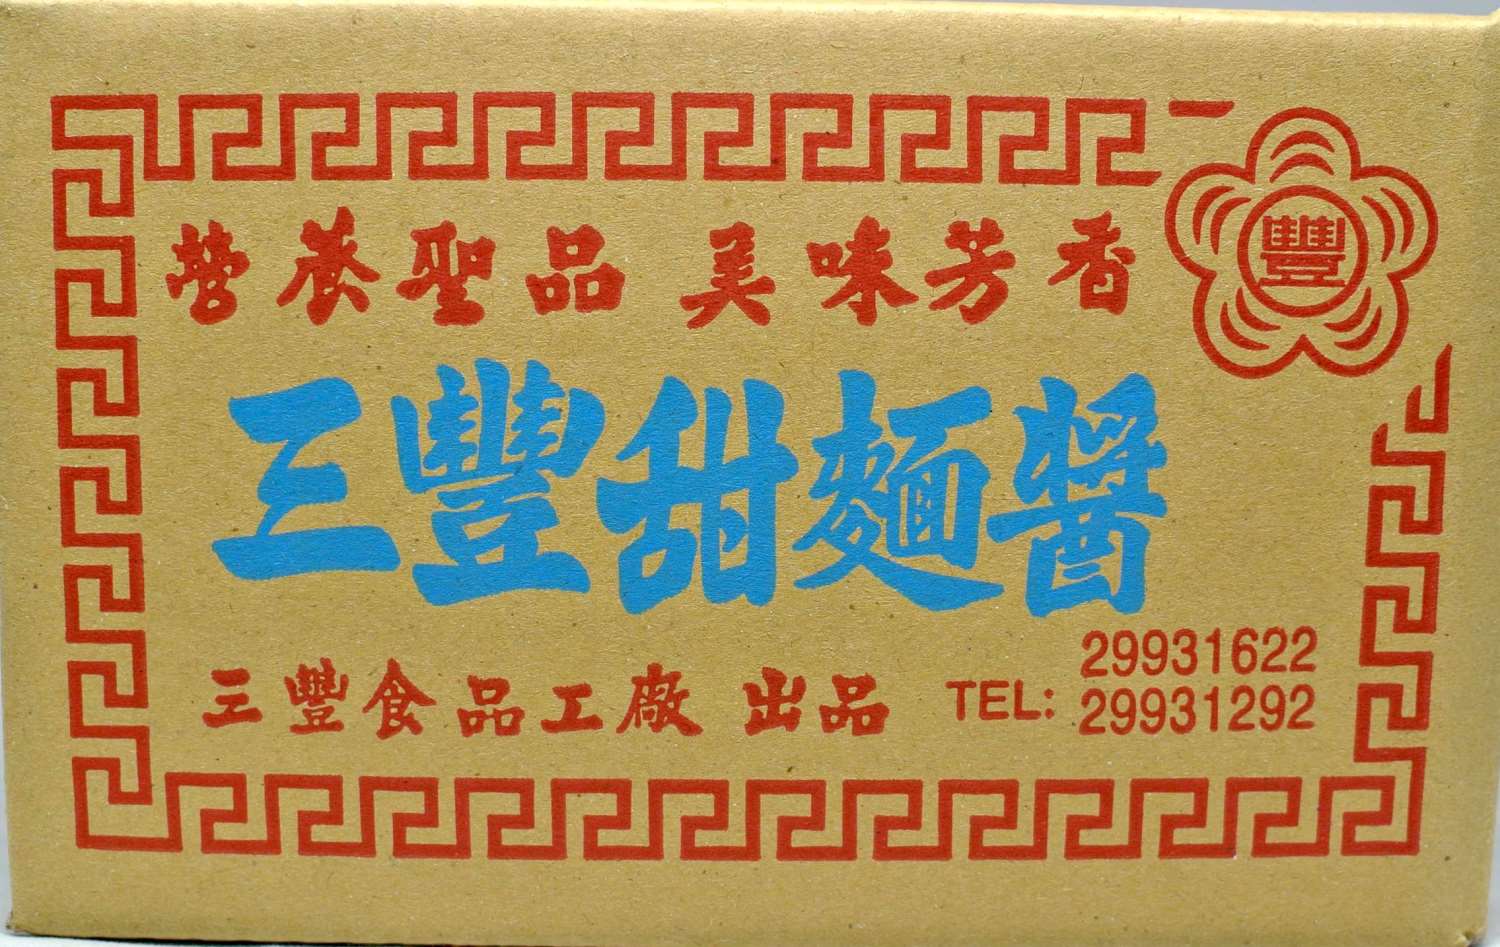 營養聖品 美味芳香
豐
三豐甜麵醬
三豐食品工廠 出品 TEL: 29931622
29931292